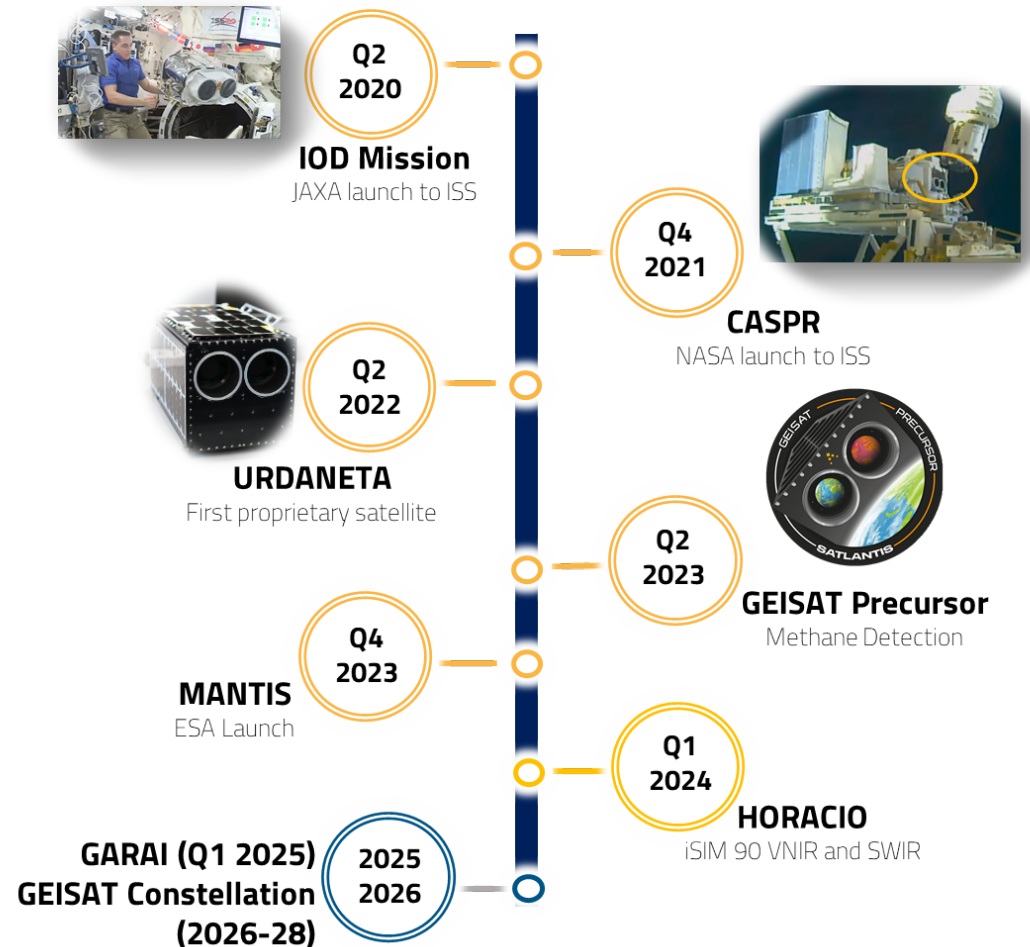 Q2
2020
IOD Mission
JAXA launch to ISS
Q4
2021
CASPR
NASA launch to ISS
Q2
2022
URDANETA
First proprietary satellite
GEISAT
PRECURSOR
SATLANTIS
Q2
2023
GEISAT Precursor
Methane Detection
Q4
2023
MANTIS
ESA Launch
Q1
2024
HORACIO
iSIM 90 VNIR and SWIR
GARAI (Q1 2025)
GEISAT Constellation
(2026-28)
2025
2026